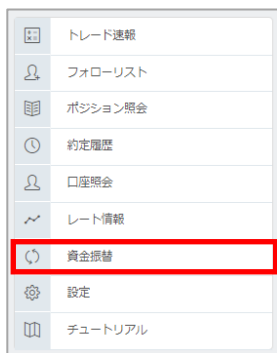 トレード速報
フォローリスト
ポジション照会
約定履歴
口座照会
レート情報
資金振替
設定
チュートリアル